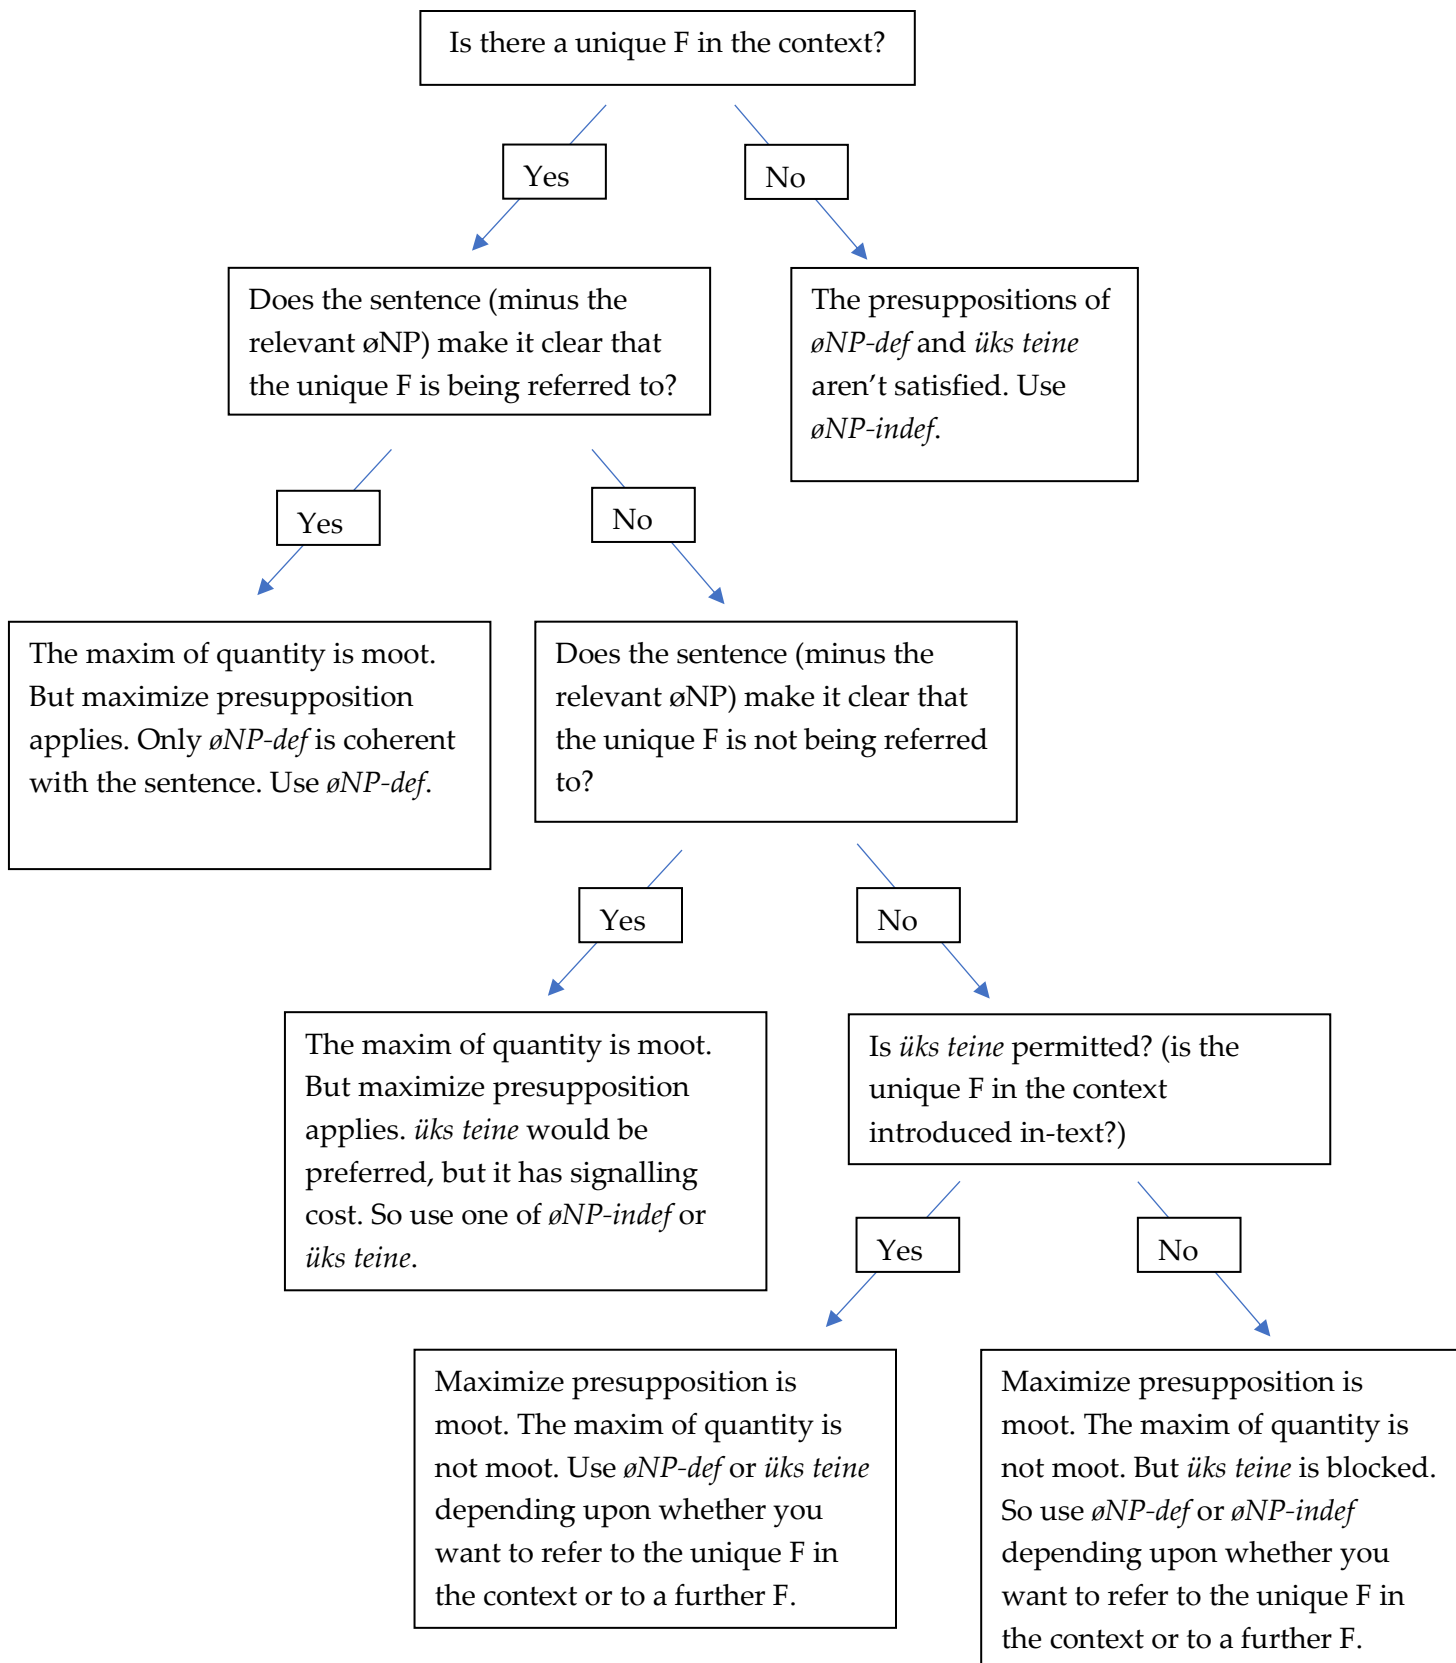 Is there a unique F in the context?
Yes
No
Does the sentence (minus the
relevant øNP) make it clear that
the unique F is being referred to?
The presuppositions of
øNP-def and üks teine
aren’t satisfied. Use
øNP-indef.
Yes
No
The maxim of quantity is moot.
But maximize presupposition
applies. Only øNP-def is coherent
with the sentence. Use øNP-def.
Does the sentence (minus the
relevant øNP) make it clear that
the unique F is not being referred
to?
Yes
No
The maxim of quantity is moot.
But maximize presupposition
applies. üks teine would be
preferred, but it has signalling
cost. So use one of øNP-indef or
üks teine.
Is üks teine permitted? (is the
unique F in the context
introduced in-text?)
Yes
No
Maximize presupposition is
moot. The maxim of quantity is
not moot. Use øNP-def or üks teine
depending upon whether you
want to refer to the unique F in
the context or to a further F.
Maximize presupposition is
moot. The maxim of quantity is
not moot. But üks teine is blocked.
So use øNP-def or øNP-indef
depending upon whether you
want to refer to the unique F in
the context or to a further F.